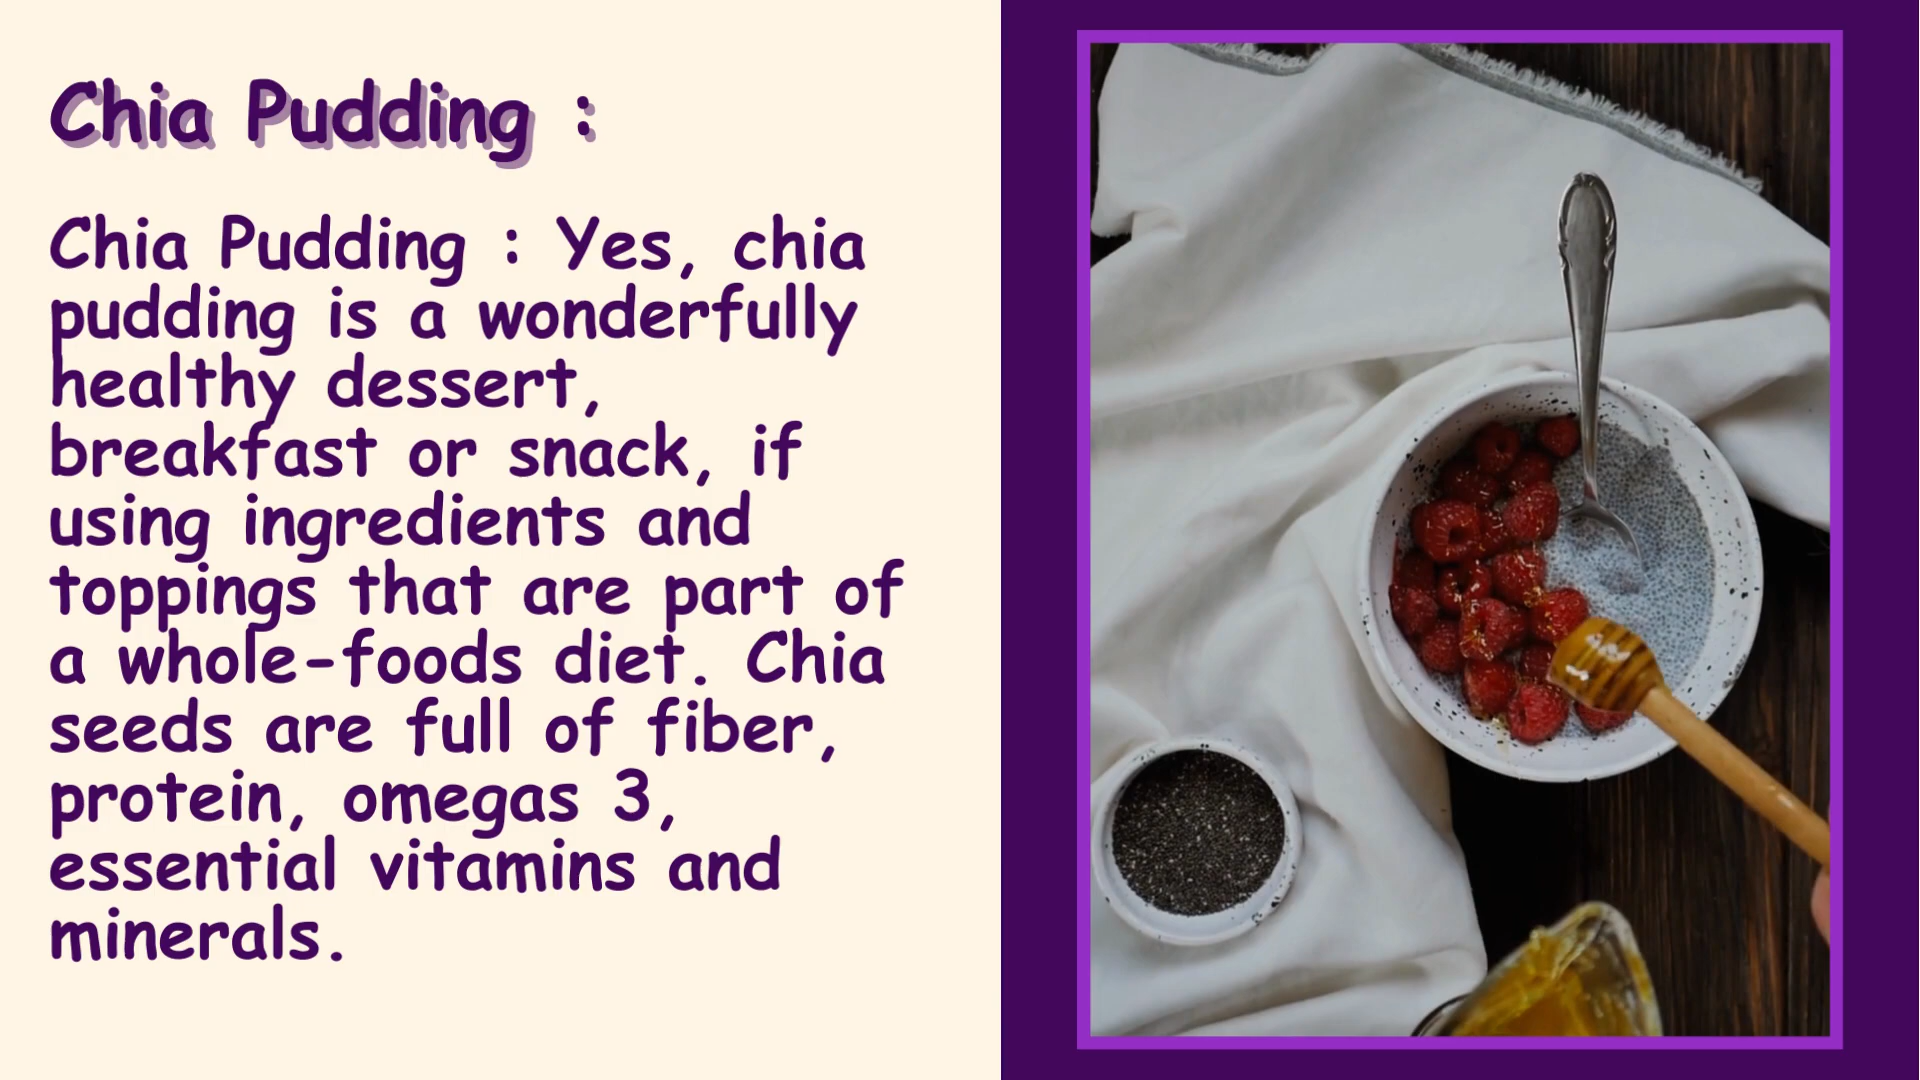 Chia Pudding :
Chia Pudding : Yes, chia
pudding is a wonderfully
healthy dessert,
breakfast or snack, if
using ingredients and
toppings that are part of
a whole-foods diet. Chia
seeds are full of fiber,
protein, omegas 3,
essential vitamins and
minerals.